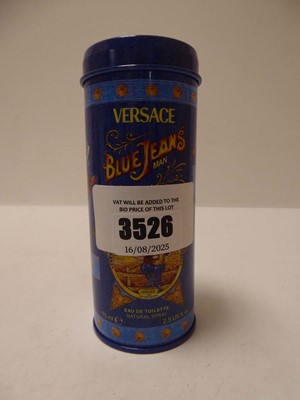 VERSACE
BLUE JEANS
MAN
VAT WILL BE ADDED TO THE
BID PRICE OF THIS LOT
3526
16/08/2025
EAU DE TOILETTE
NATURAL SPRAY